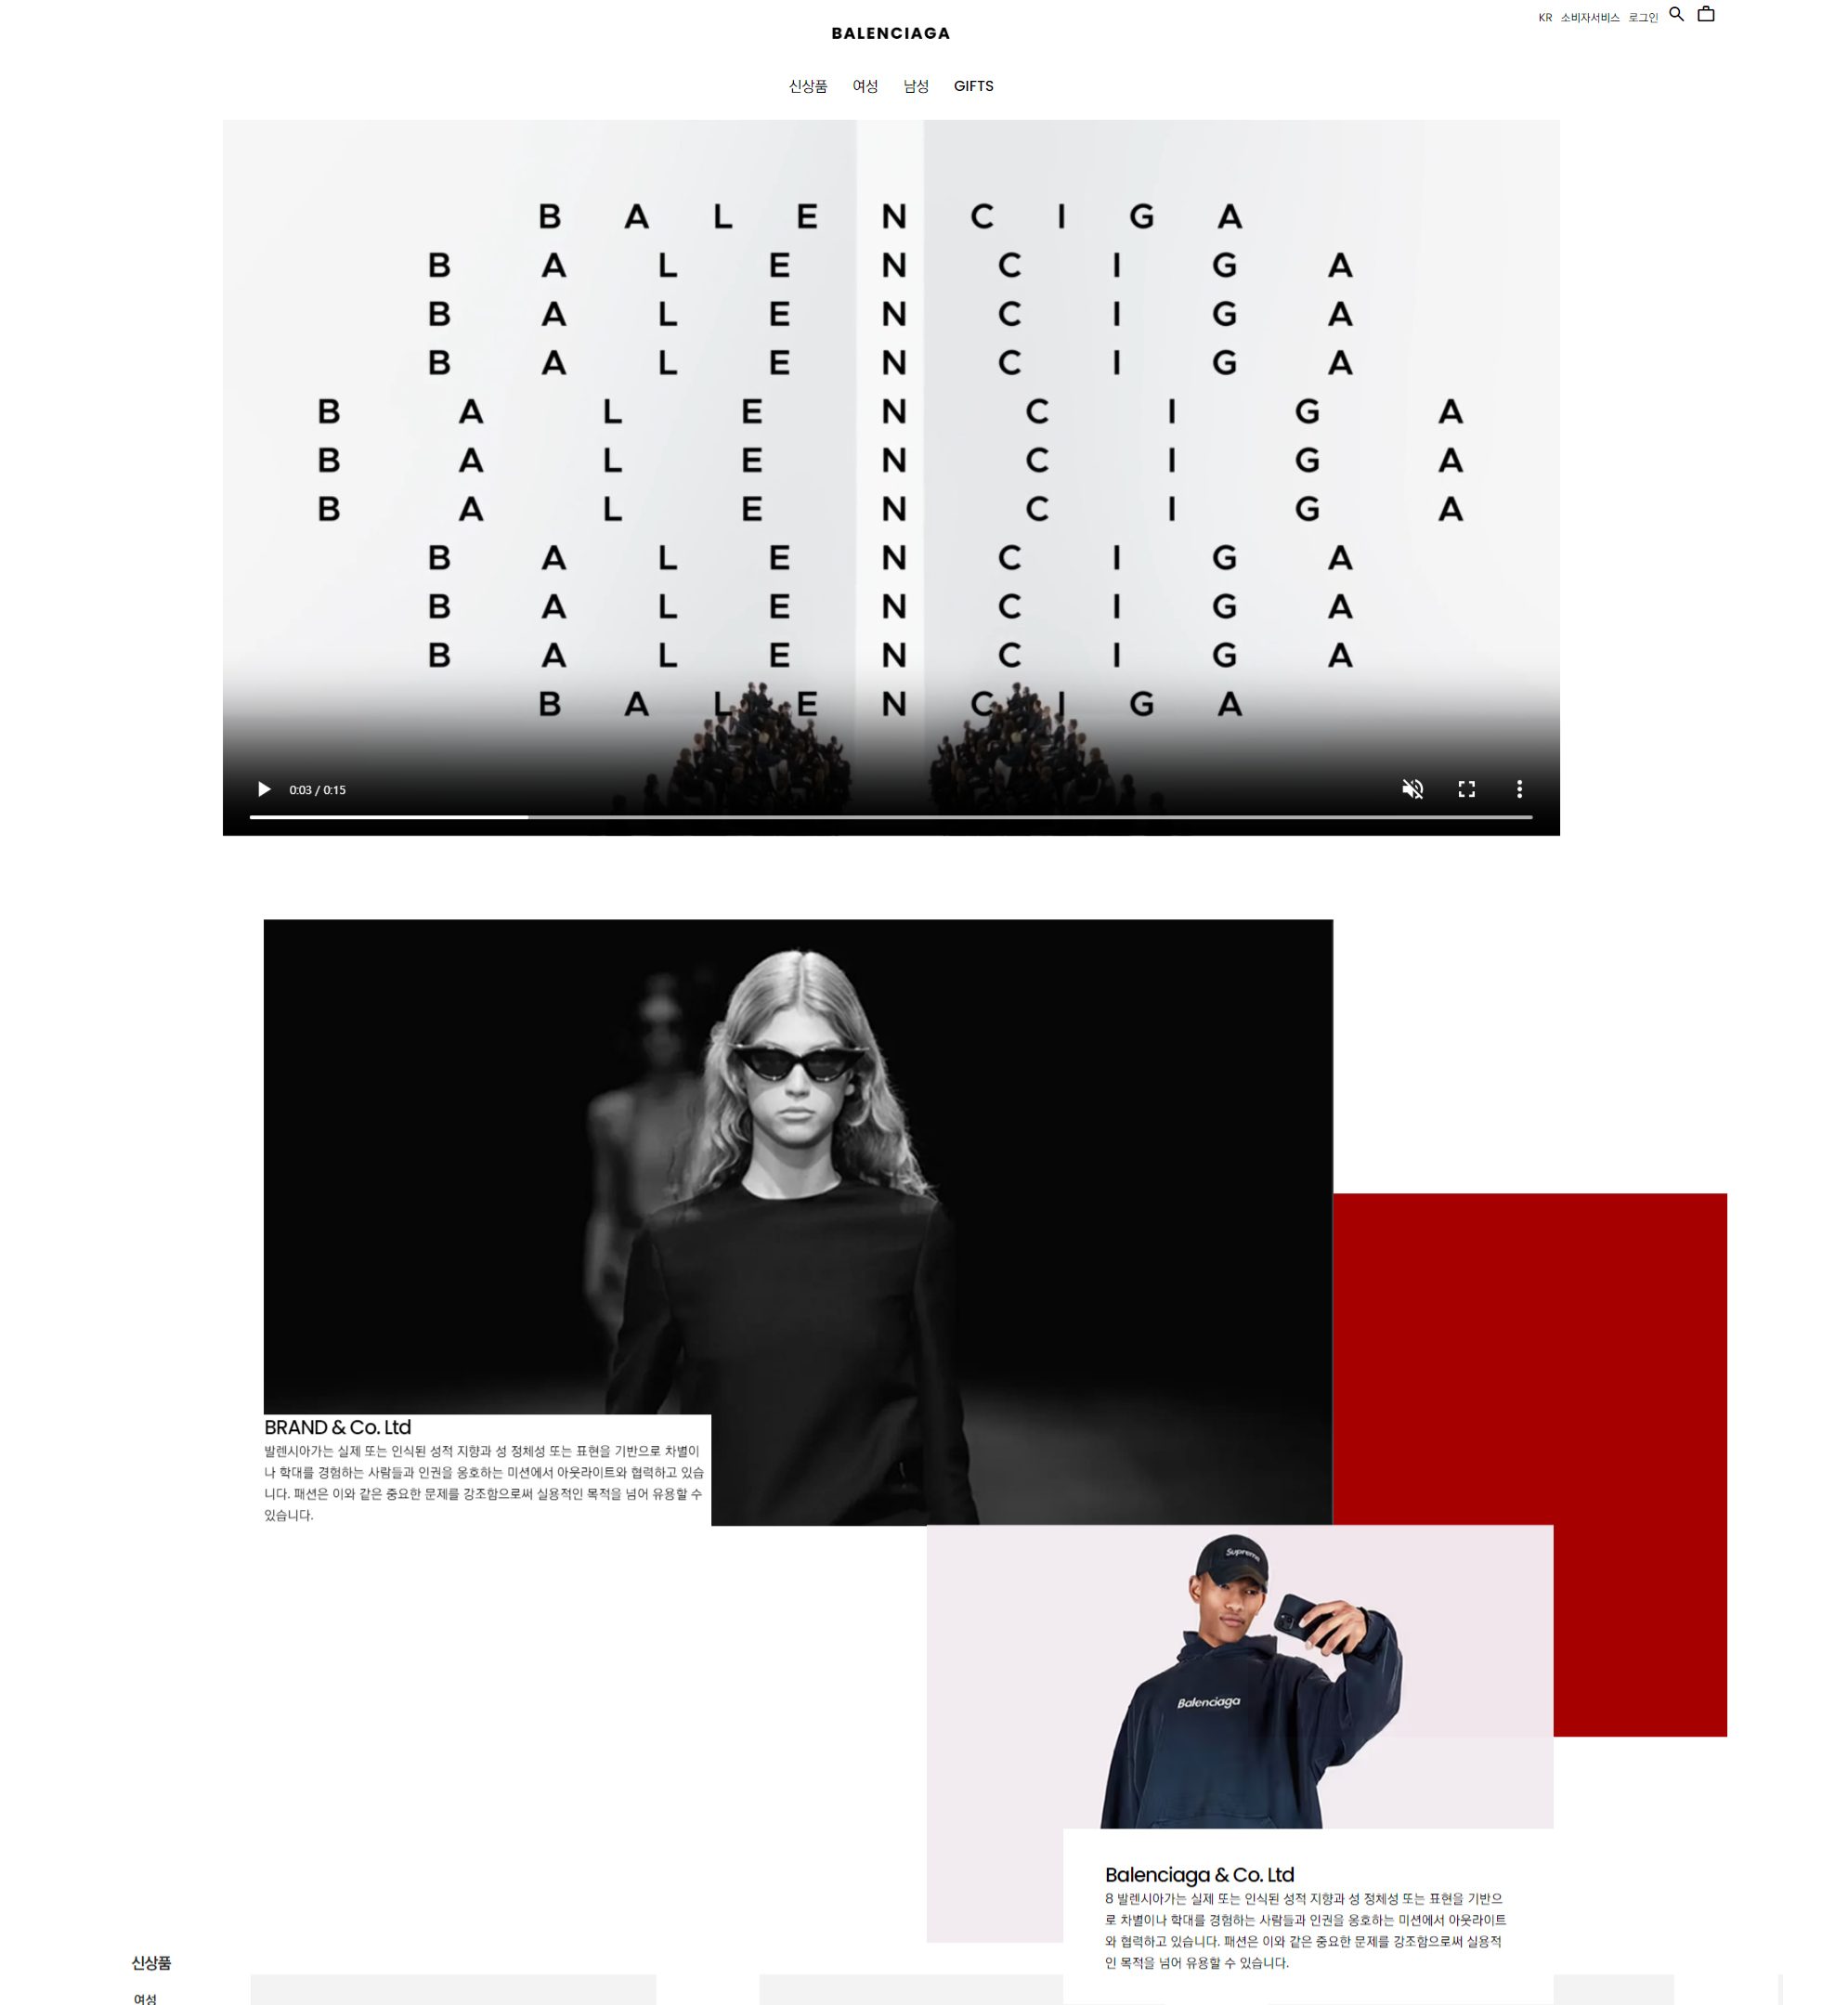 KR 소비자서비스 로그인
BALENCIAGA
신상품 여성 남성 GIFTS
B A L E N C I G A
B A L E N C I G A
B A L E N C I G A
B A L E N C I G A
B A L E N C I G A
B A L E N C I G A
B A L E N C I G A
B A L E N C I G A
B A L E N C I G A
B A L E N C I G A
B A L E N C I G A
0:03 / 0:15
BRAND & Co. Ltd
발렌시아가는 실제 또는 인식된 성적 지향과 성 정체성 또는 표현을 기반으로 차별이
나 학대를 경험하는 사람들과 인권을 옹호하는 미션에서 아웃라이트와 협력하고 있습
니다. 패션은 이와 같은 중요한 문제를 강조함으로써 실용적인 목적을 넘어 유용할 수
있습니다.
Supreme
Balenciaga
Balenciaga & Co. Ltd
8 발렌시아가는 실제 또는 인식된 성적 지향과 성 정체성 또는 표현을 기반으
로 차별이나 학대를 경험하는 사람들과 인권을 옹호하는 미션에서 아웃라이트
와 협력하고 있습니다. 패션은 이와 같은 중요한 문제를 강조함으로써 실용적
인 목적을 넘어 유용할 수 있습니다.
신상품
여성